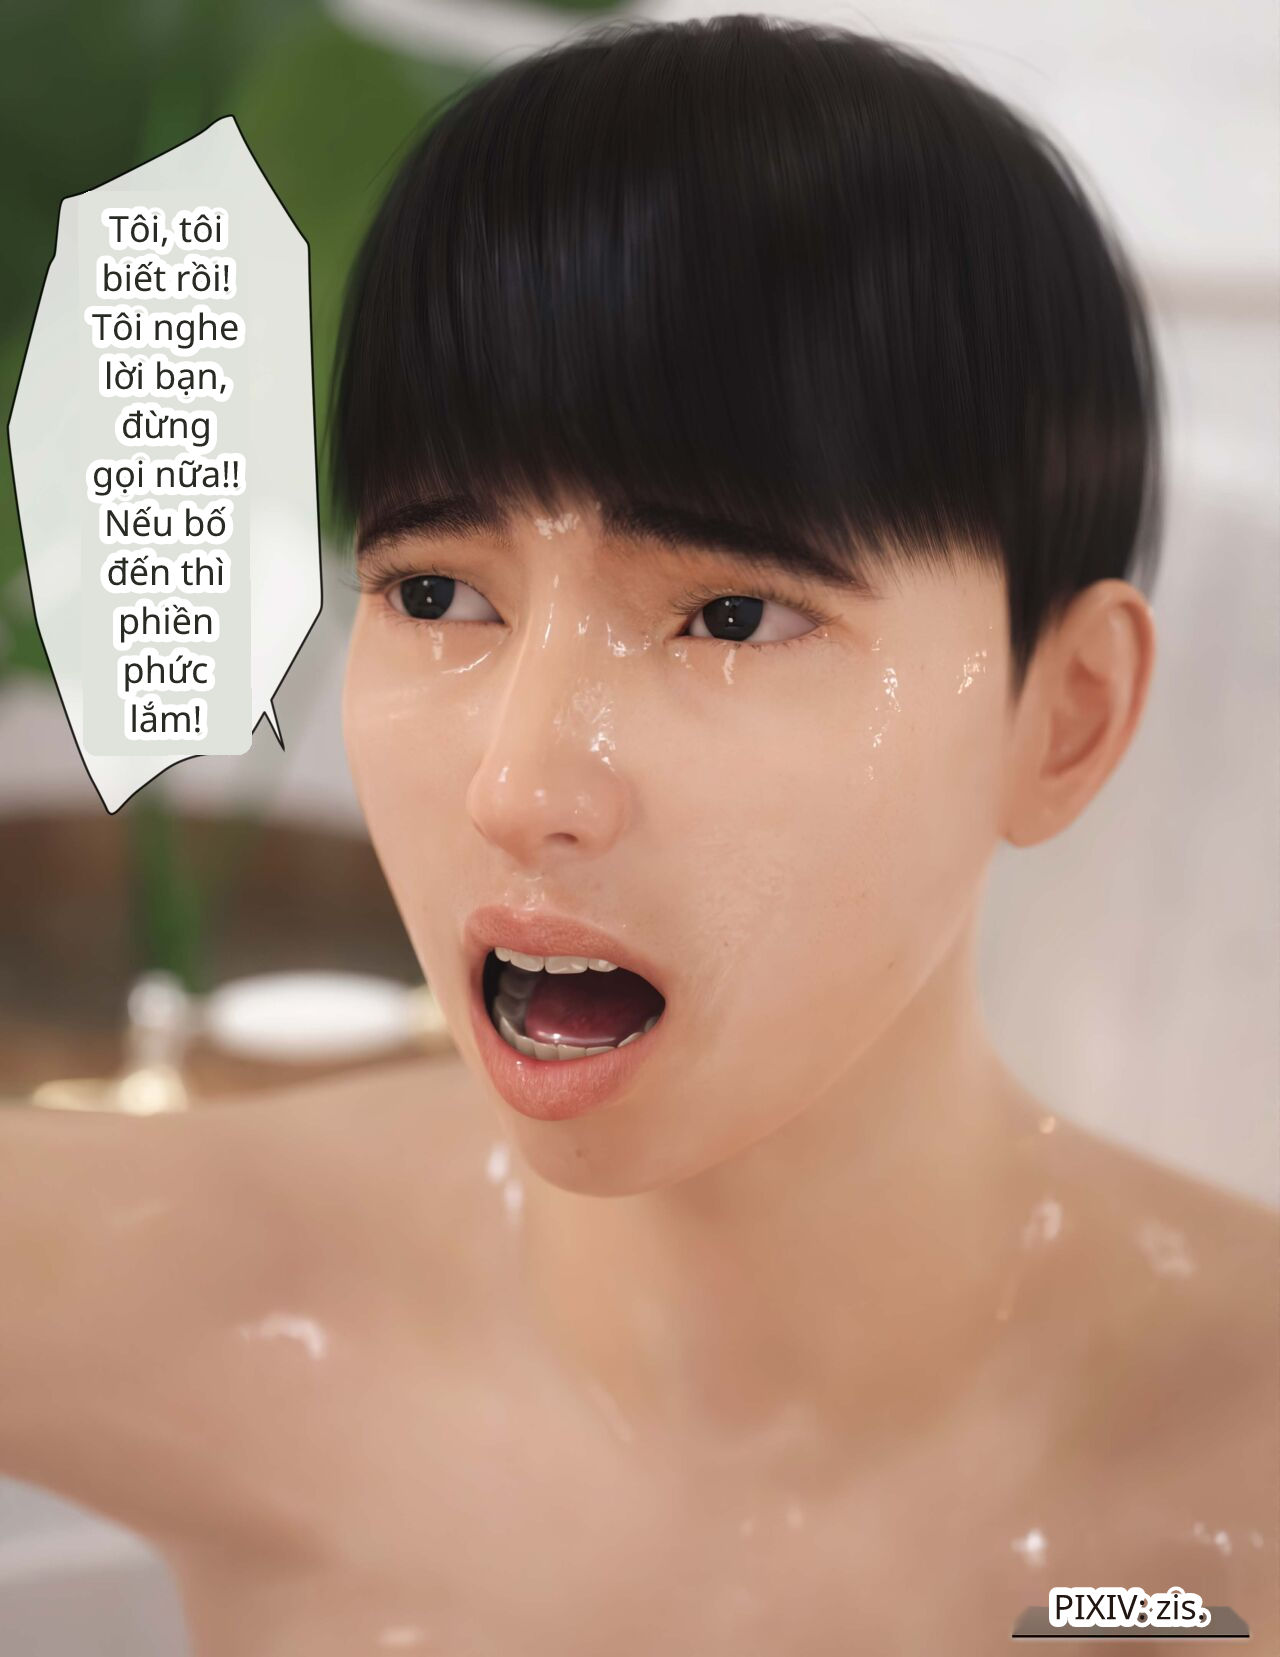 Tôi, tôi
biết rồi!
Tôi nghe
lời bạn,
đừng
gọi nữa!!
Nếu bố
đến thì
phiền
phức
lắm!
PIXIV: zis.